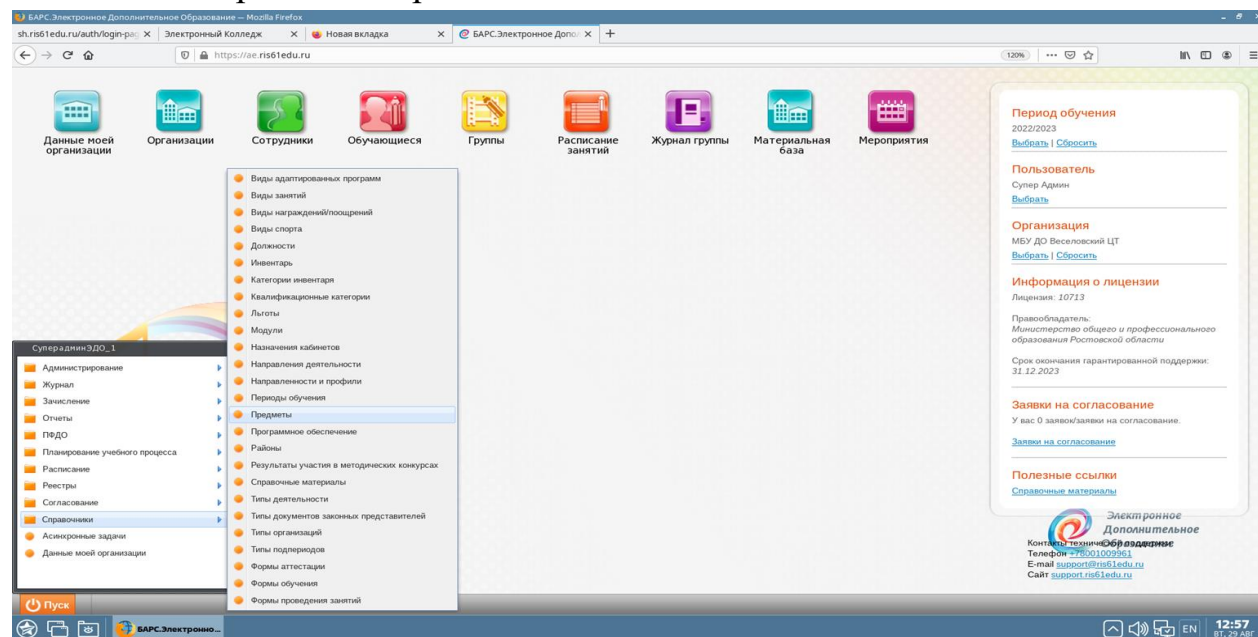 БАРС.Электронное Дополнительное Образование — Mozilla Firefox
sh.ris61edu.ru/auth/login-pag
Электронный Колледж
Новая вкладка
БАРС.Электронное Допол
https://ae.ris61edu.ru
120%
Данные моей
организации
Организации
Сотрудники
Обучающиеся
Группы
Расписание
занятий
Журнал группы
Материальная
база
Мероприятия
Виды адаптированных программ
Виды занятий
Виды награждений/поощрений
Виды спорта
Должности
Инвентарь
Категории инвентаря
Квалификационные категории
Льготы
Модули
Назначения кабинетов
Направления деятельности
Направленности и профили
Периоды обучения
Предметы
Программное обеспечение
Районы
Результаты участия в методических конкурсах
Справочные материалы
Типы деятельности
Типы документов законных представителей
Типы организаций
Типы подпериодов
Формы аттестации
Формы обучения
Формы проведения занятий
СуперадминЭДО_1
Администрирование
Журнал
Зачисление
Отчеты
ПФДО
Планирование учебного процесса
Расписание
Реестры
Согласование
Справочники
Асинхронные задачи
Данные моей организации
Период обучения
2022/2023
Выбрать | Сбросить
Пользователь
Супер Админ
Выбрать
Организация
МБУ ДО Веселовский ЦТ
Выбрать | Сбросить
Информация о лицензии
Лицензия: 10713
Правообладатель:
Министерство общего и профессионального
образования Ростовской области
Срок окончания гарантированной поддержки:
31.12.2023
Заявки на согласование
У вас 0 заявок/заявки на согласование.
Заявки на согласование
Полезные ссылки
Справочные материалы
Электронное
Дополнительное
Образование
Контакты технической поддержки:
Телефон +78001009961
E-mail support@ris61edu.ru
Сайт support.ris61edu.ru
Пуск
БАРС.Электронно...
EN
12:57
ВТ, 29 АВГ